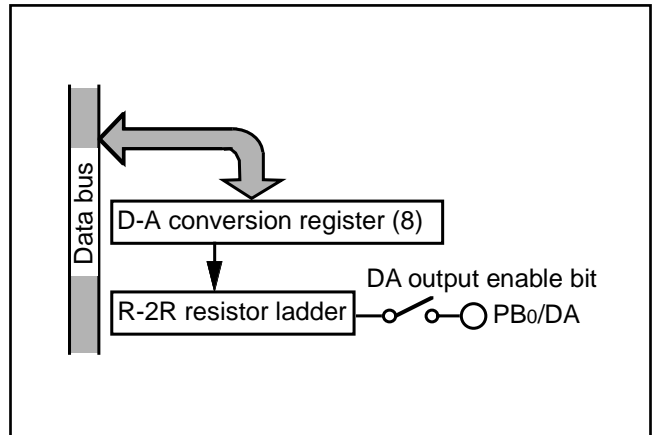 Data bus
D-A conversion register (8)
DA output enable bit
R-2R resistor ladder
PB0/DA